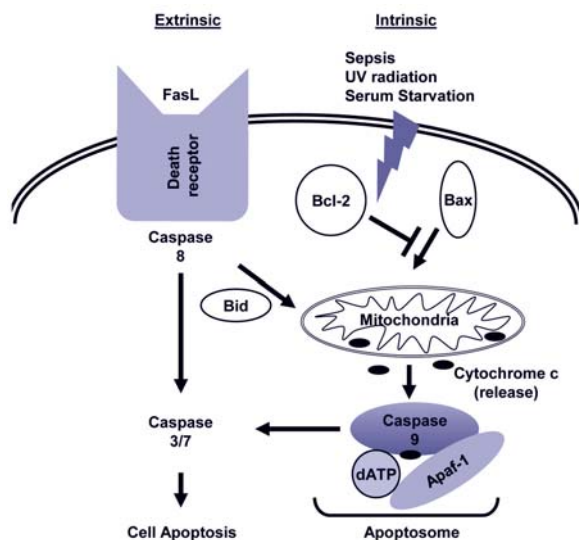 Extrinsic
Intrinsic
Sepsis
UV radiation
Serum Starvation
FasL
Death
receptor
Bcl-2
Bax
Caspase
8
Bid
Mitochondria
Cytochrome c
(release)
Caspase
3/7
Caspase
9
dATP
Apaf-1
Cell Apoptosis
Apoptosome